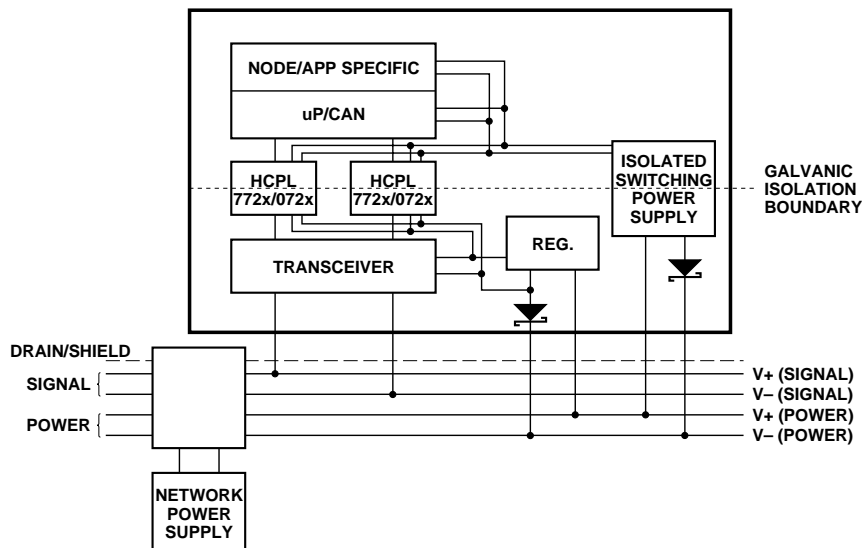 NODE/APP SPECIFIC
uP/CAN
HCPL
772x/072x
HCPL
772x/072x
ISOLATED
SWITCHING
POWER
SUPPLY
GALVANIC
ISOLATION
BOUNDARY
TRANSCEIVER
REG.
DRAIN/SHIELD
SIGNAL
POWER
V+ (SIGNAL)
V– (SIGNAL)
V+ (POWER)
V– (POWER)
NETWORK
POWER
SUPPLY